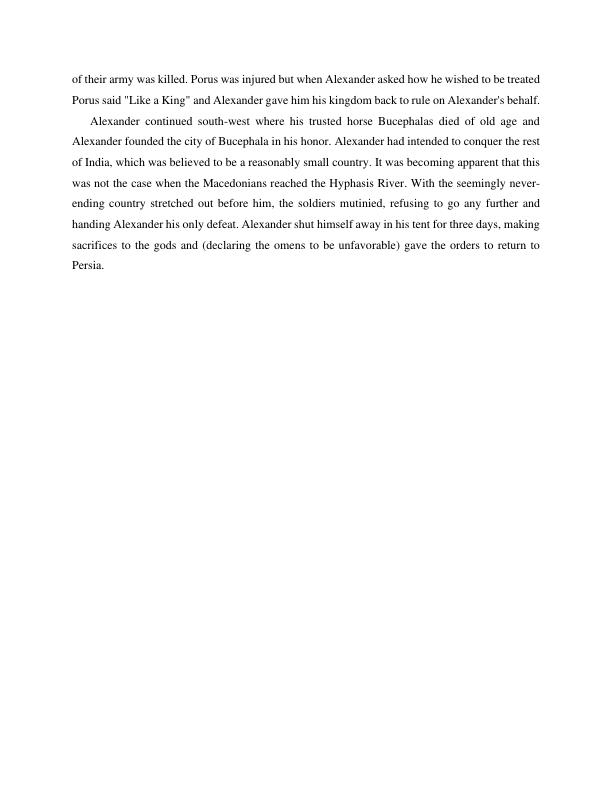 of their army was killed. Porus was injured but when Alexander asked how he wished to be treated
Porus said "Like a King" and Alexander gave him his kingdom back to rule on Alexander's behalf.
Alexander continued south-west where his trusted horse Bucephalas died of old age and
Alexander founded the city of Bucephala in his honor. Alexander had intended to conquer the rest
of India, which was believed to be a reasonably small country. It was becoming apparent that this
was not the case when the Macedonians reached the Hyphasis River. With the seemingly never-
ending country stretched out before him, the soldiers mutinied, refusing to go any further and
handing Alexander his only defeat. Alexander shut himself away in his tent for three days, making
sacrifices to the gods and (declaring the omens to be unfavorable) gave the orders to return to
Persia.